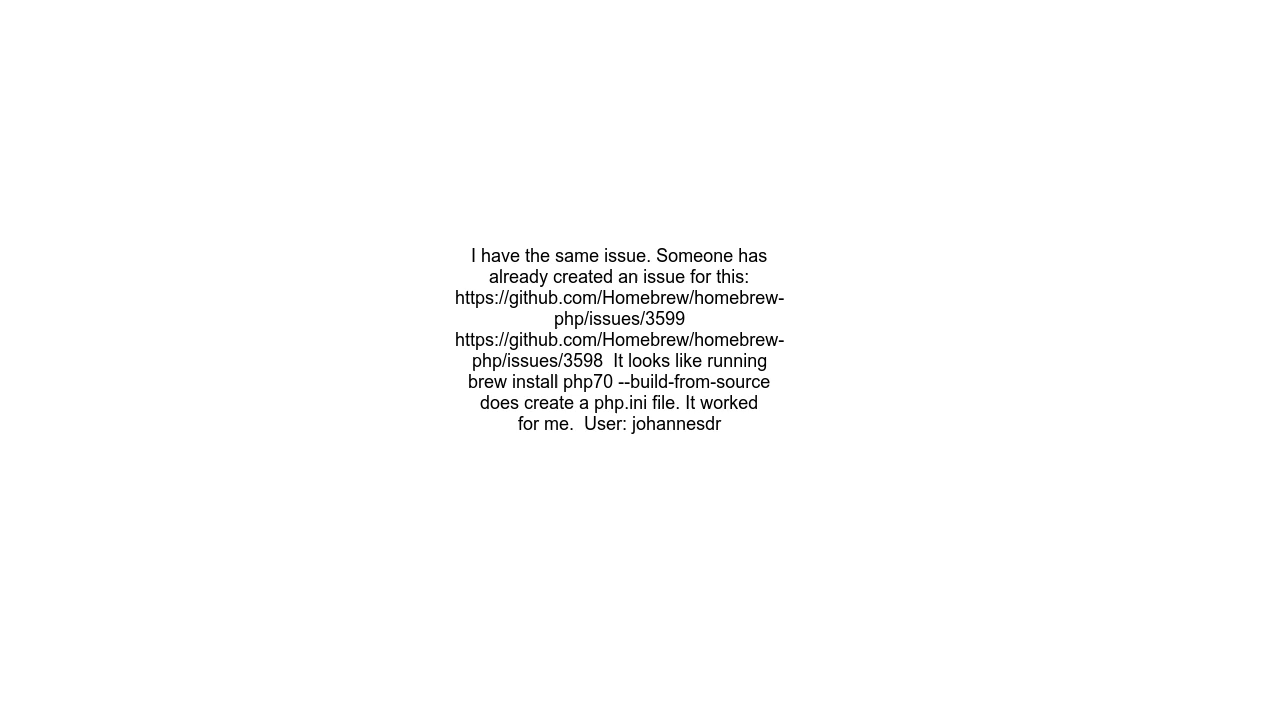 I have the same issue. Someone has
already created an issue for this:
https://github.com/Homebrew/homebrew-
php/issues/3599
https://github.com/Homebrew/homebrew-
php/issues/3598  It looks like running
brew install php70 --build-from-source
does create a php.ini file. It worked
for me.  User: johannesdr